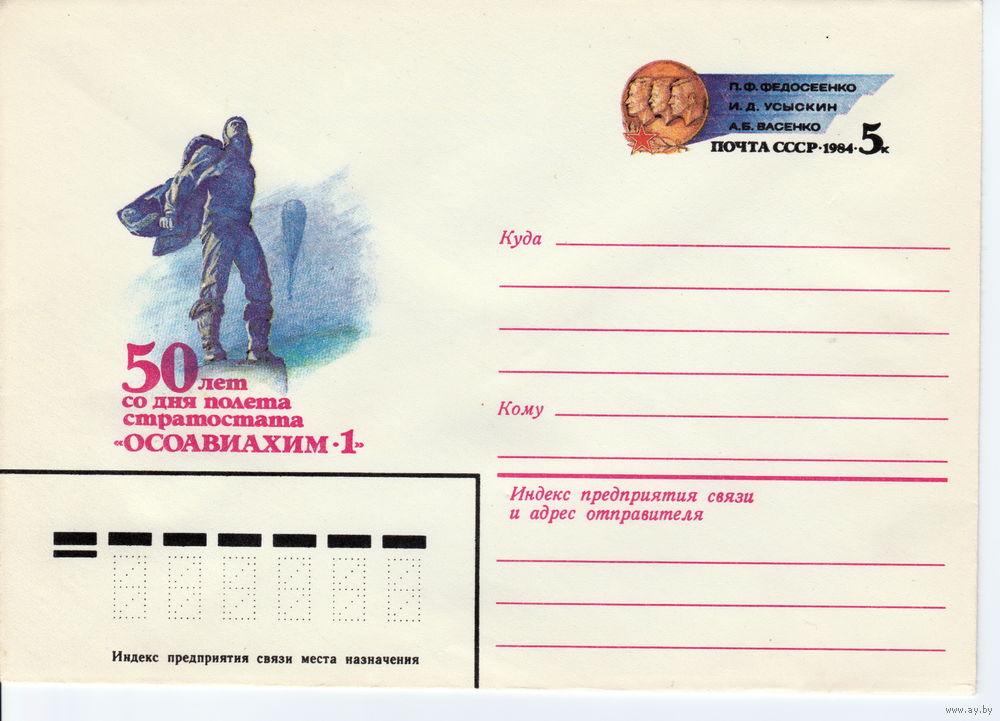 П.Ф. ФЕДОСЕЕНКО
И.Д. УСЫСКИН
А.Б. ВАСЕНКО
ПОЧТА СССР·1984·5к
Куда
50 лет
со дня полета
стратостата
«ОСОАВИАХИМ·1»
Кому
Индекс предприятия связи
и адрес отправителя
Индекс предприятия связи места назначения
www.ay.by